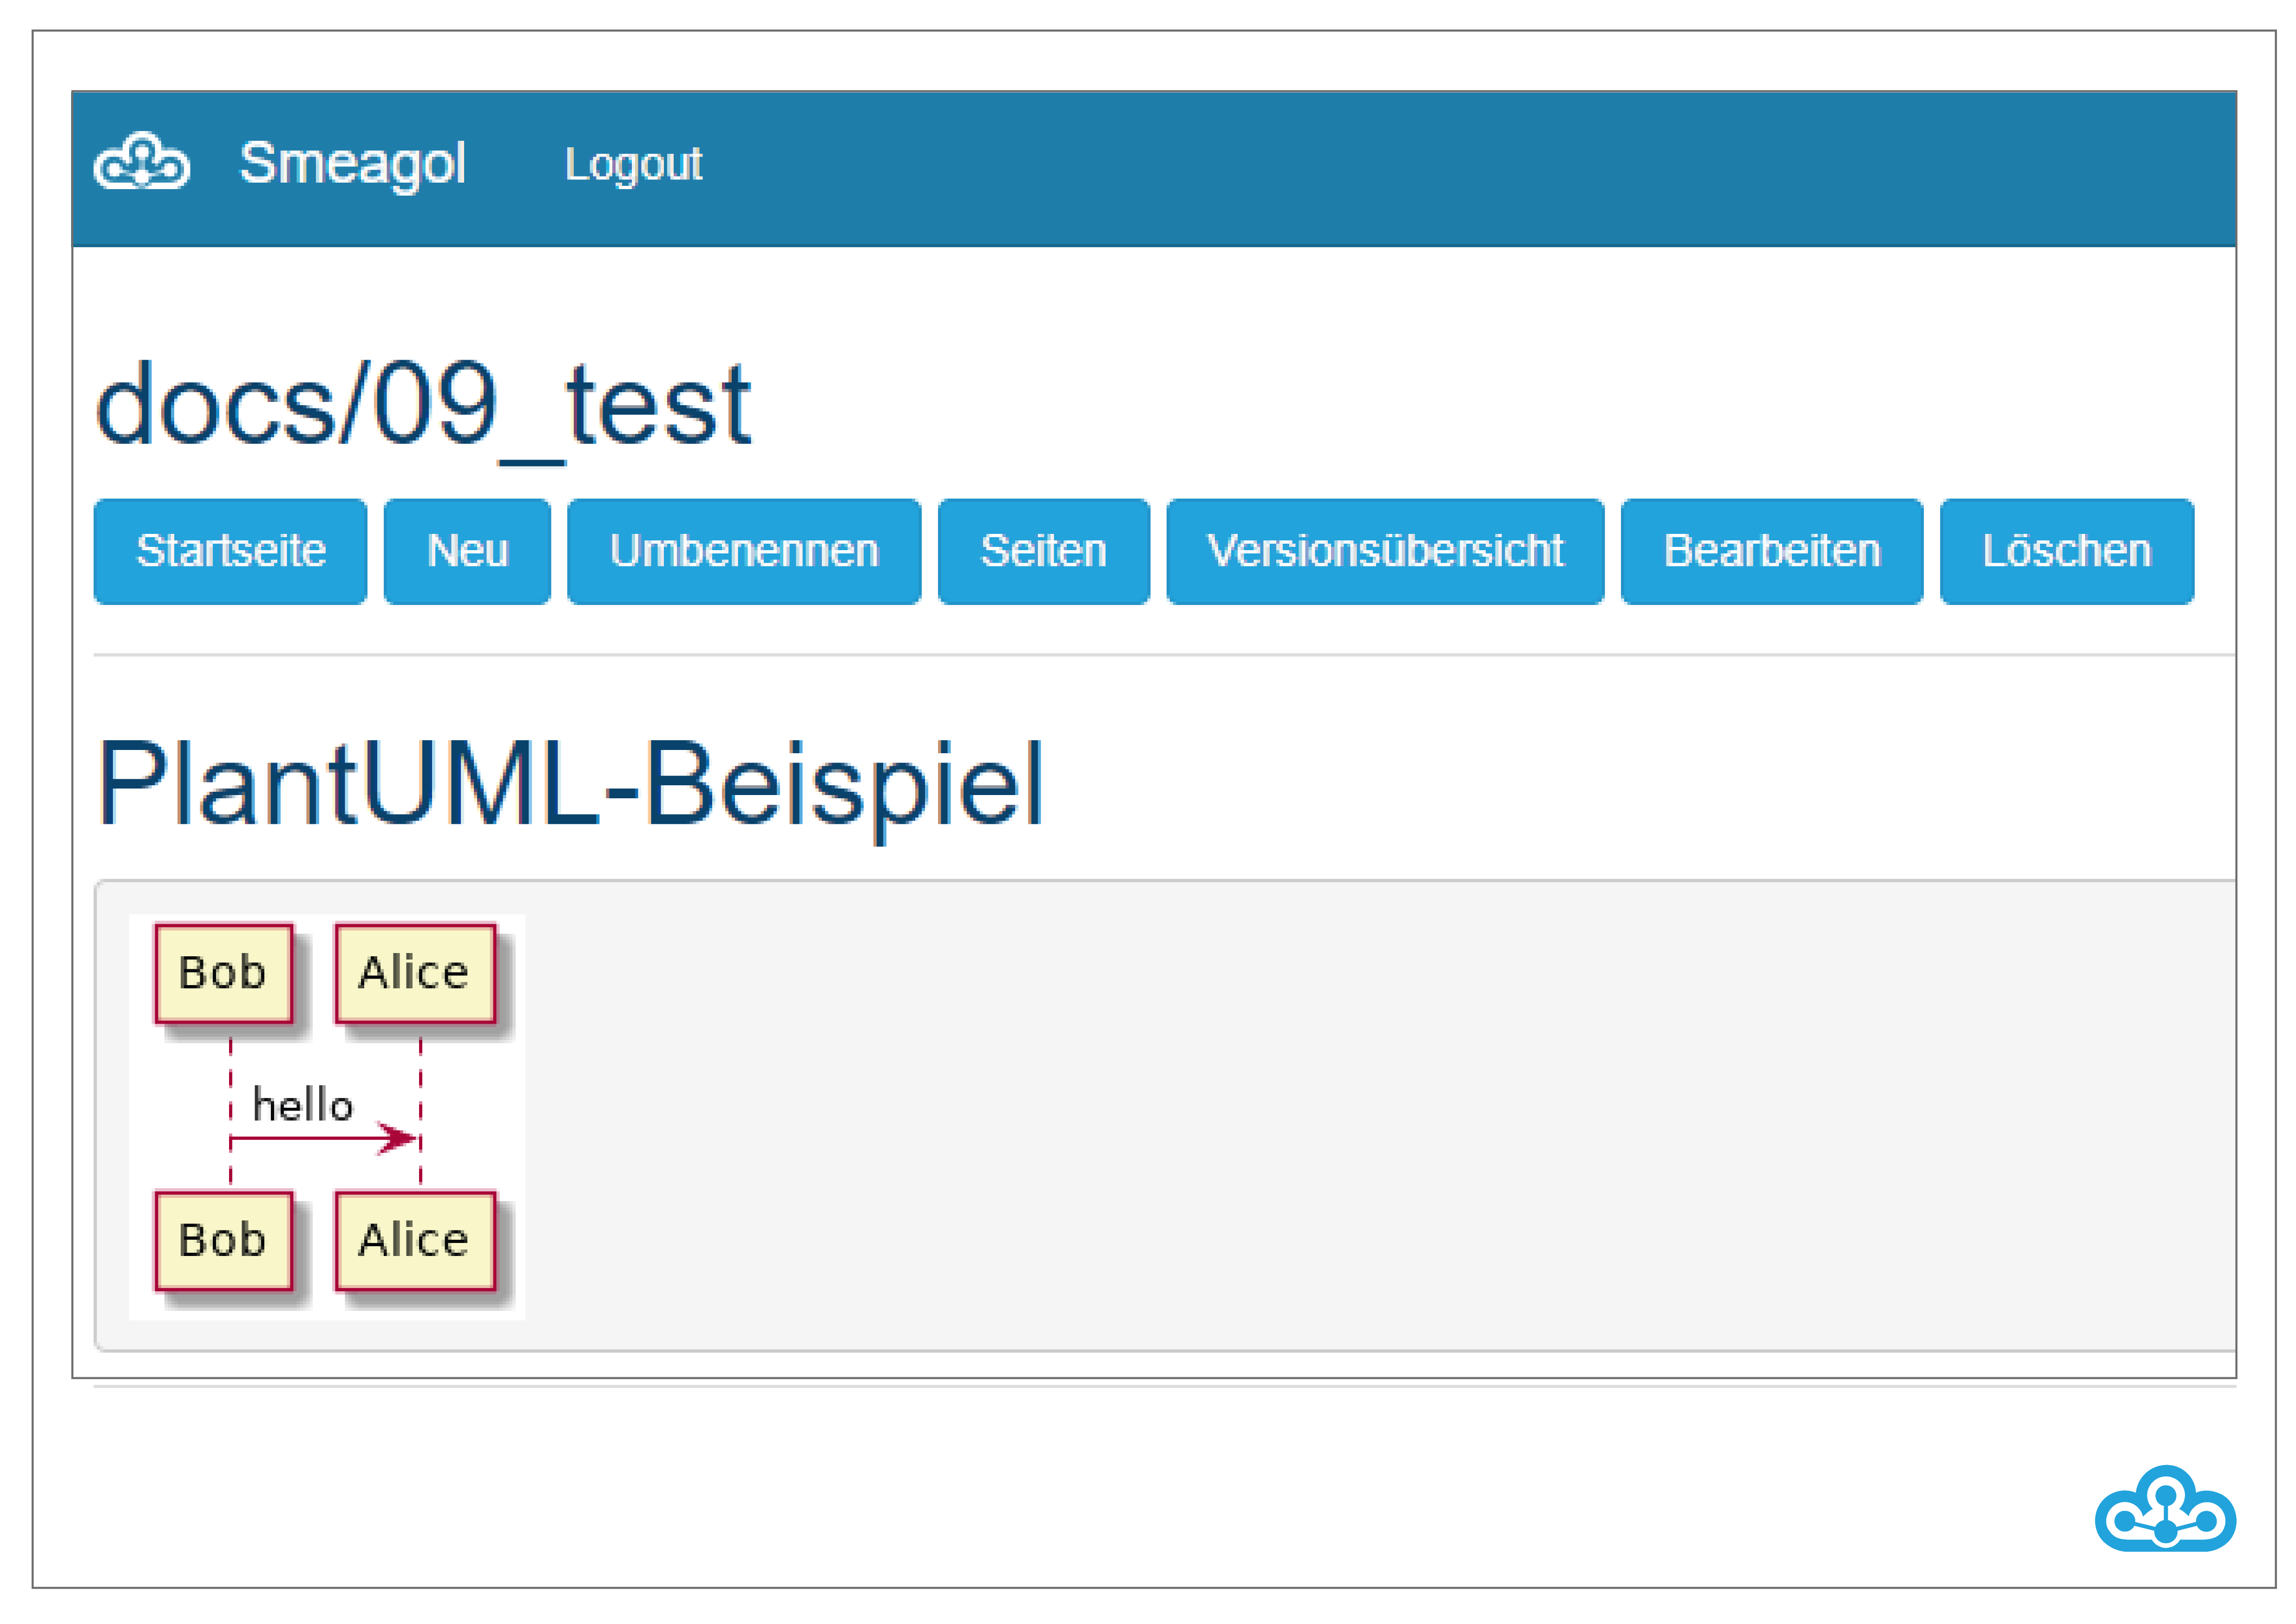 Smeagol Logout
docs/09_test
Startseite Neu Umbenennen Seiten Versionsübersicht Bearbeiten Löschen
PlantUML-Beispiel
Bob Alice
hello
Bob Alice